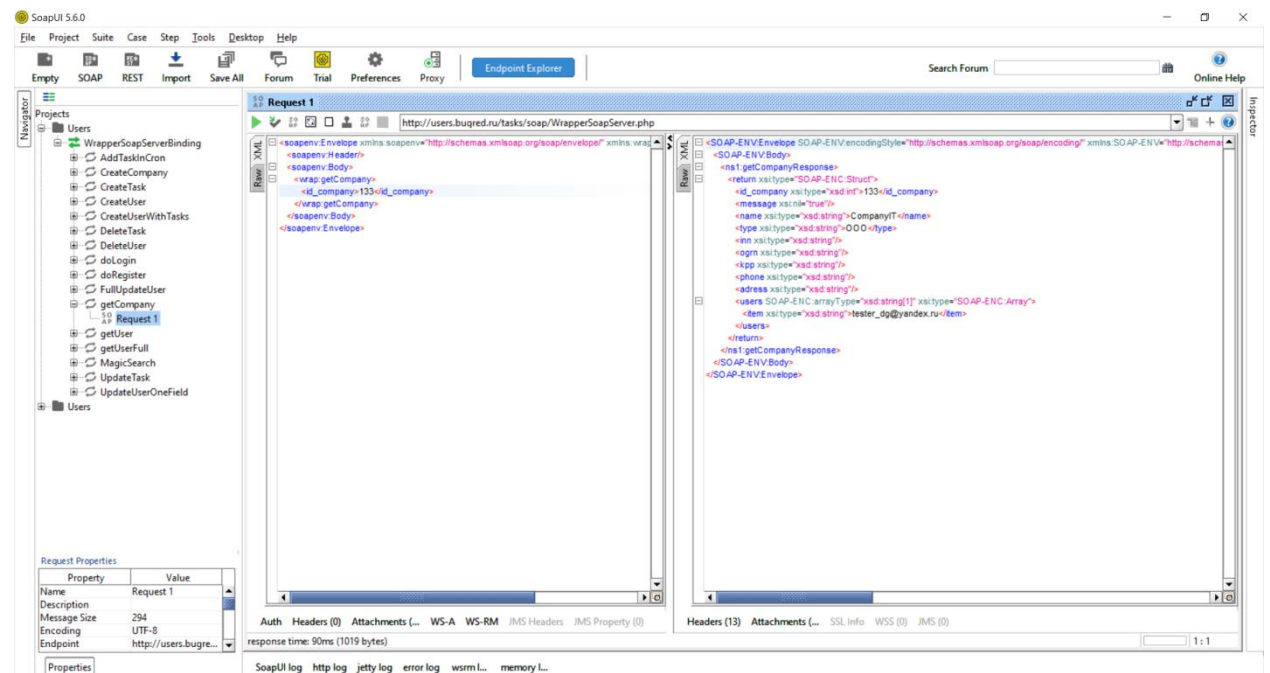 SoapUI 5.6.0
File Project Suite Case Step Tools Desktop Help
Empty SOAP REST Import Save All Forum Trial Preferences Proxy Endpoint Explorer Search Forum Online Help
Navigator
Projects
Users
WrapperSoapServerBinding
AddTaskInCron
CreateCompany
CreateTask
CreateUser
CreateUserWithTasks
DeleteTask
DeleteUser
doLogin
doRegister
FullUpdateUser
getCompany
SOAP Request 1
getUser
getUserFull
MagicSearch
UpdateTask
UpdateUserOneField
Users
Request Properties
Property Value
Name Request 1
Description
Message Size 294
Encoding UTF-8
Endpoint http://users.bugre...
Properties
SOAP Request 1
http://users.bugred.ru/tasks/soap/WrapperSoapServer.php
XML
Raw
<soapenv:Envelope xmlns:soapenv="http://schemas.xmlsoap.org/soap/envelope/" xmlns:wrap
<soapenv:Header/>
<soapenv:Body>
<wrap:getCompany>
<id_company>133</id_company>
</wrap:getCompany>
</soapenv:Body>
</soapenv:Envelope>
Auth Headers (0) Attachments (... WS-A WS-RM JMS Headers JMS Property (0)
XML
Raw
<SOAP-ENV:Envelope SOAP-ENV:encodingStyle="http://schemas.xmlsoap.org/soap/encoding/" xmlns:SOAP-ENV="http://schemas
<SOAP-ENV:Body>
<ns1:getCompanyResponse>
<return xsi:type="SOAP-ENC:Struct">
<id_company xsi:type="xsd:int">133</id_company>
<message xsi:nil="true"/>
<name xsi:type="xsd:string">CompanyIT</name>
<type xsi:type="xsd:string">ООО</type>
<inn xsi:type="xsd:string"/>
<ogrn xsi:type="xsd:string"/>
<kpp xsi:type="xsd:string"/>
<phone xsi:type="xsd:string"/>
<adress xsi:type="xsd:string"/>
<users SOAP-ENC:arrayType="xsd:string[1]" xsi:type="SOAP-ENC:Array">
<item xsi:type="xsd:string">tester_dg@yandex.ru</item>
</users>
</return>
</ns1:getCompanyResponse>
</SOAP-ENV:Body>
</SOAP-ENV:Envelope>
Headers (13) Attachments (... SSL Info WSS (0) JMS (0)
response time: 90ms (1019 bytes) 1 : 1
SoapUI log http log jetty log error log wsrm l... memory l...
Inspector